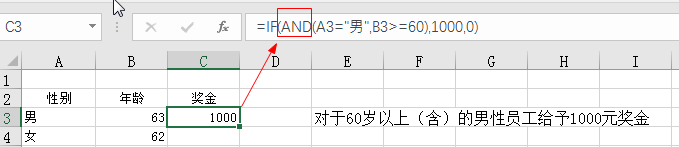 C3 =IF(AND(A3="男",B3>=60),1000,0)
A B C D E F G H I
1
2 性别 年龄 奖金
3 男 63 1000 对于60岁以上（含）的男性员工给予1000元奖金
4 女 62